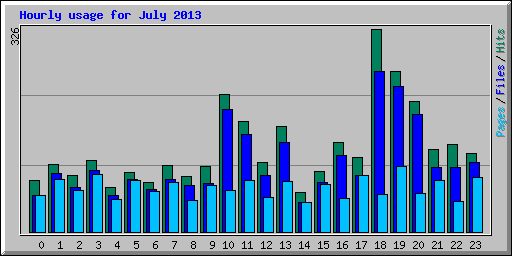 Hourly usage for July 2013
326
Pages/Files/Hits
0 1 2 3 4 5 6 7 8 9 10 11 12 13 14 15 16 17 18 19 20 21 22 23